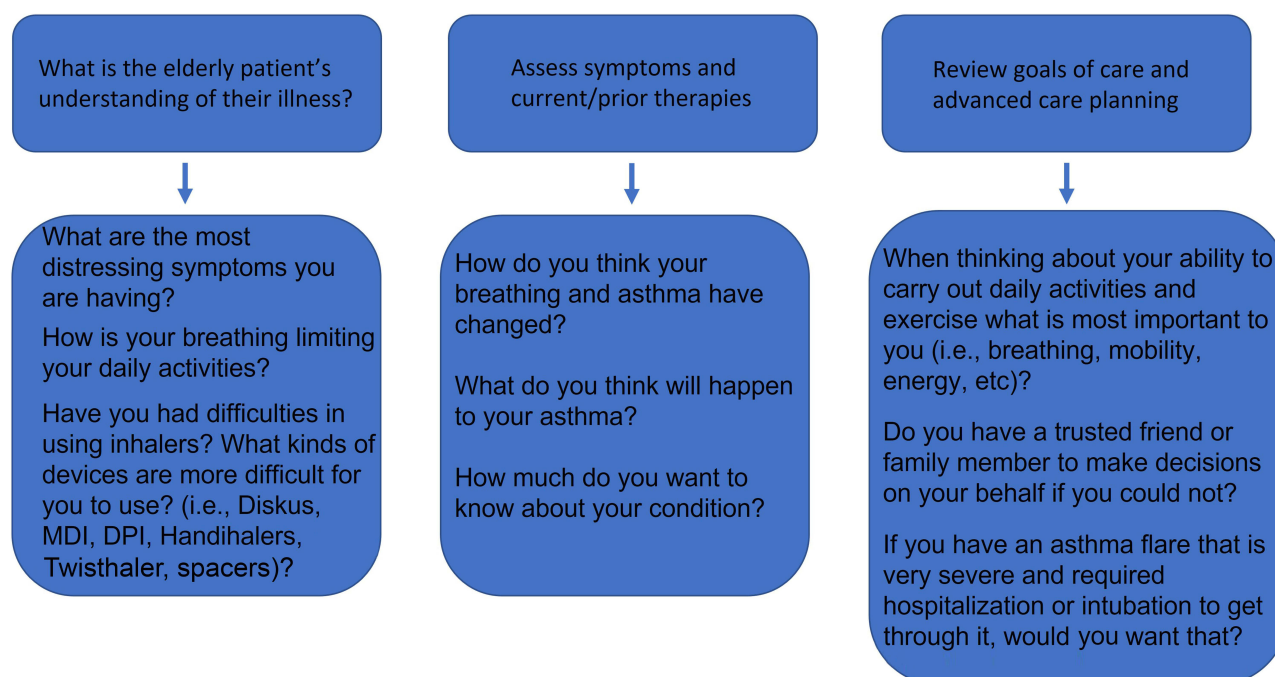 What is the elderly patient's
understanding of their illness?
What are the most
distressing symptoms you
are having?
How is your breathing limiting
your daily activities?
Have you had difficulties in
using inhalers? What kinds of
devices are more difficult for
you to use? (i.e., Diskus,
MDI, DPI, Handihalers,
Twisthaler, spacers)?
Assess symptoms and
current/prior therapies
How do you think your
breathing and asthma have
changed?
What do you think will happen
to your asthma?
How much do you want to
know about your condition?
Review goals of care and
advanced care planning
When thinking about your ability to
carry out daily activities and
exercise what is most important to
you (i.e., breathing, mobility,
energy, etc)?
Do you have a trusted friend or
family member to make decisions
on your behalf if you could not?
If you have an asthma flare that is
very severe and required
hospitalization or intubation to get
through it, would you want that?